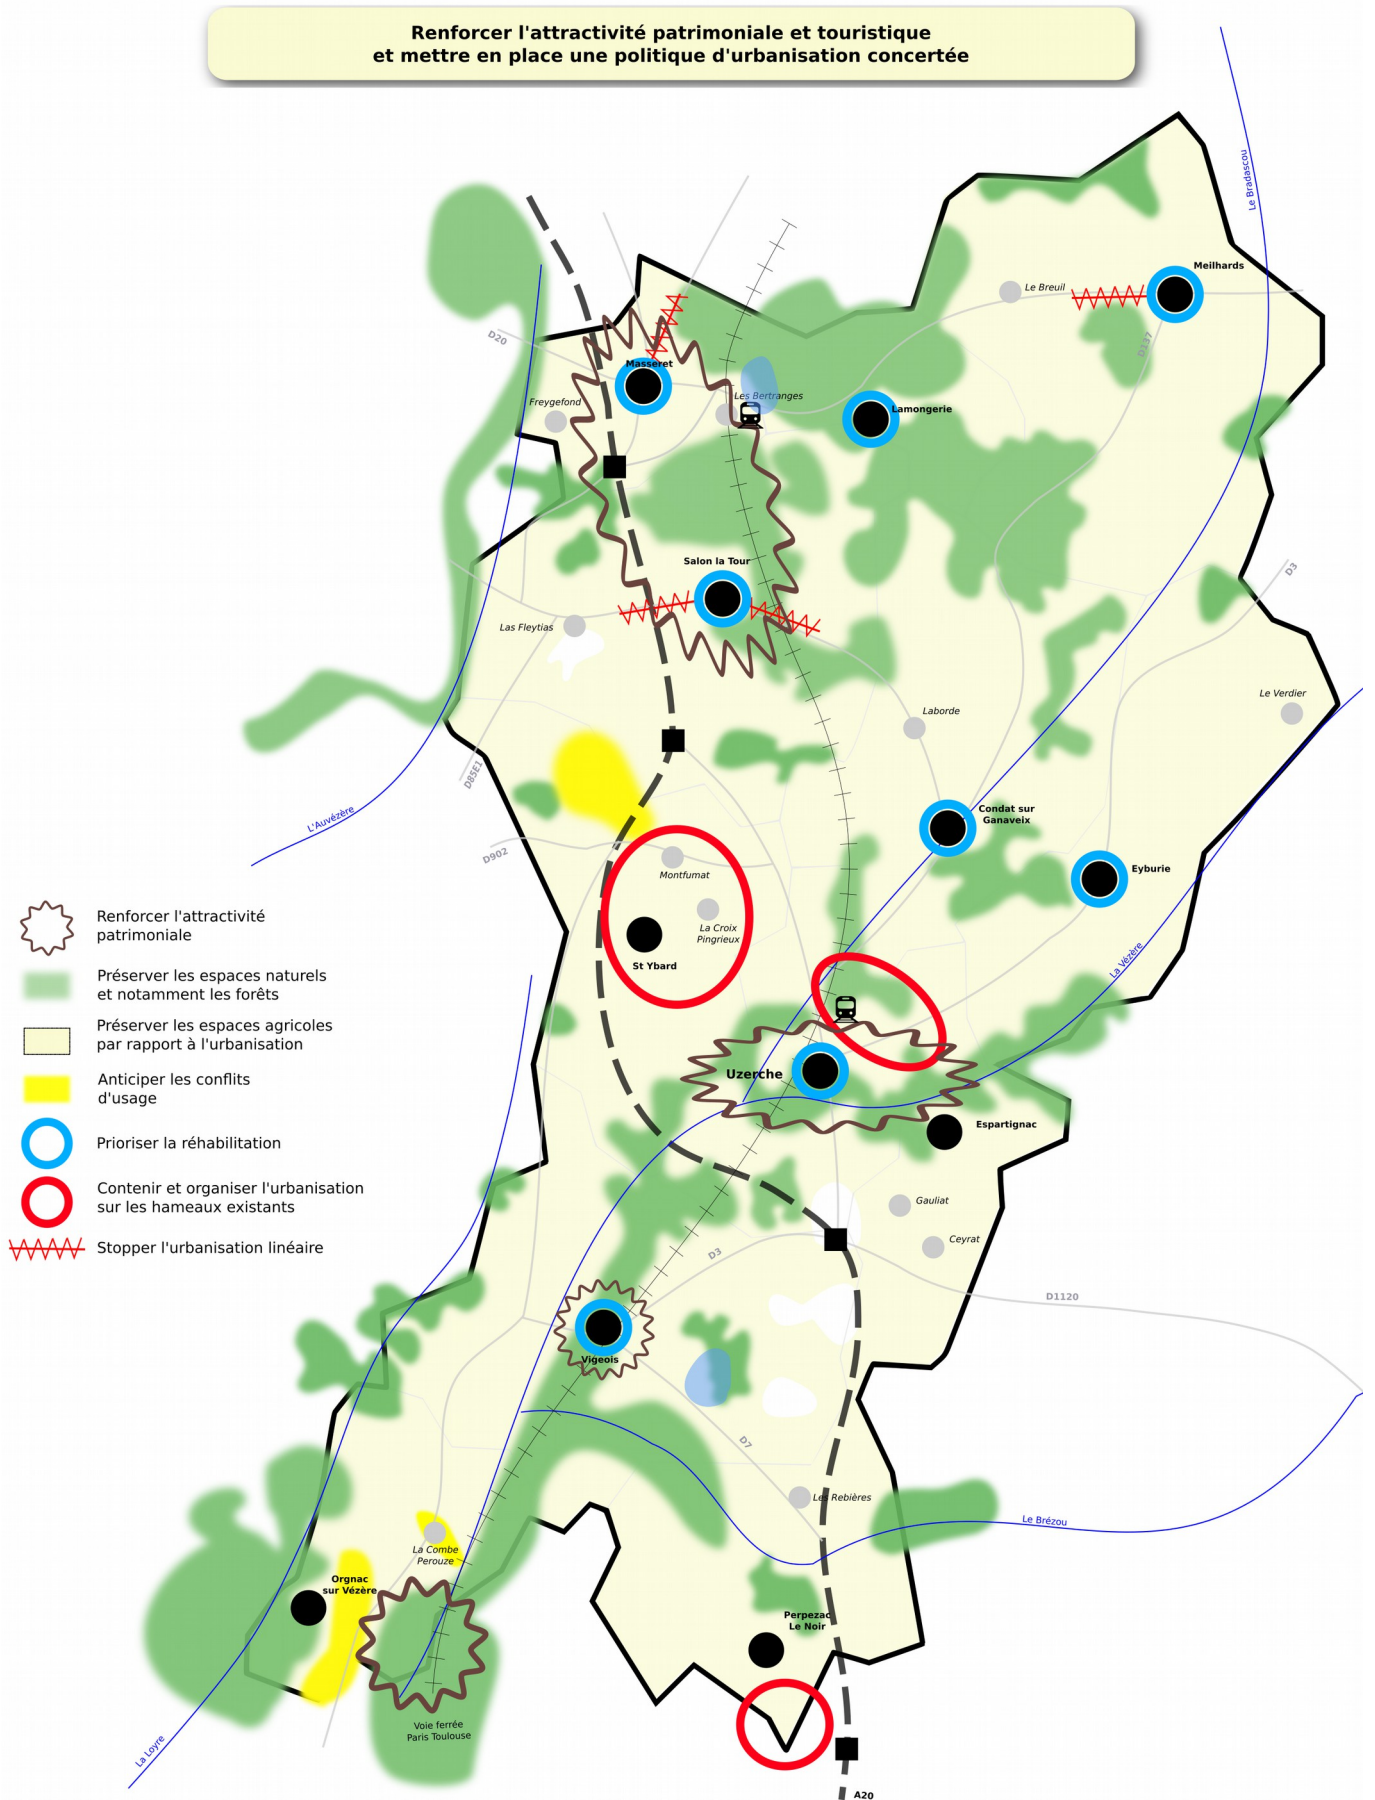 Renforcer l'attractivité patrimoniale et touristique
et mettre en place une politique d'urbanisation concertée
Le Bradascou
Meilhards
Le Breuil
D20
D137
Masseret
Les Bertranges
Freygefond
Lamongerie
Salon la Tour
D3
Las Fleytias
Le Verdier
Laborde
D85E1
L'Auvézère
Condat sur
Ganaveix
D902
Eyburie
Montfumat
La Croix
Pingrieux
St Ybard
La Vézère
Renforcer l'attractivité
patrimoniale
Préserver les espaces naturels
et notamment les forêts
Préserver les espaces agricoles
par rapport à l'urbanisation
Anticiper les conflits
d'usage
Prioriser la réhabilitation
Contenir et organiser l'urbanisation
sur les hameaux existants
Stopper l'urbanisation linéaire
Uzerche
Espartignac
Gauliat
Ceyrat
D3
D1120
Vigeois
D7
Les Rebières
Le Brézou
La Combe
Perouze
Orgnac
sur Vézère
Perpezac
Le Noir
Voie ferrée
Paris Toulouse
La Loyre
A20